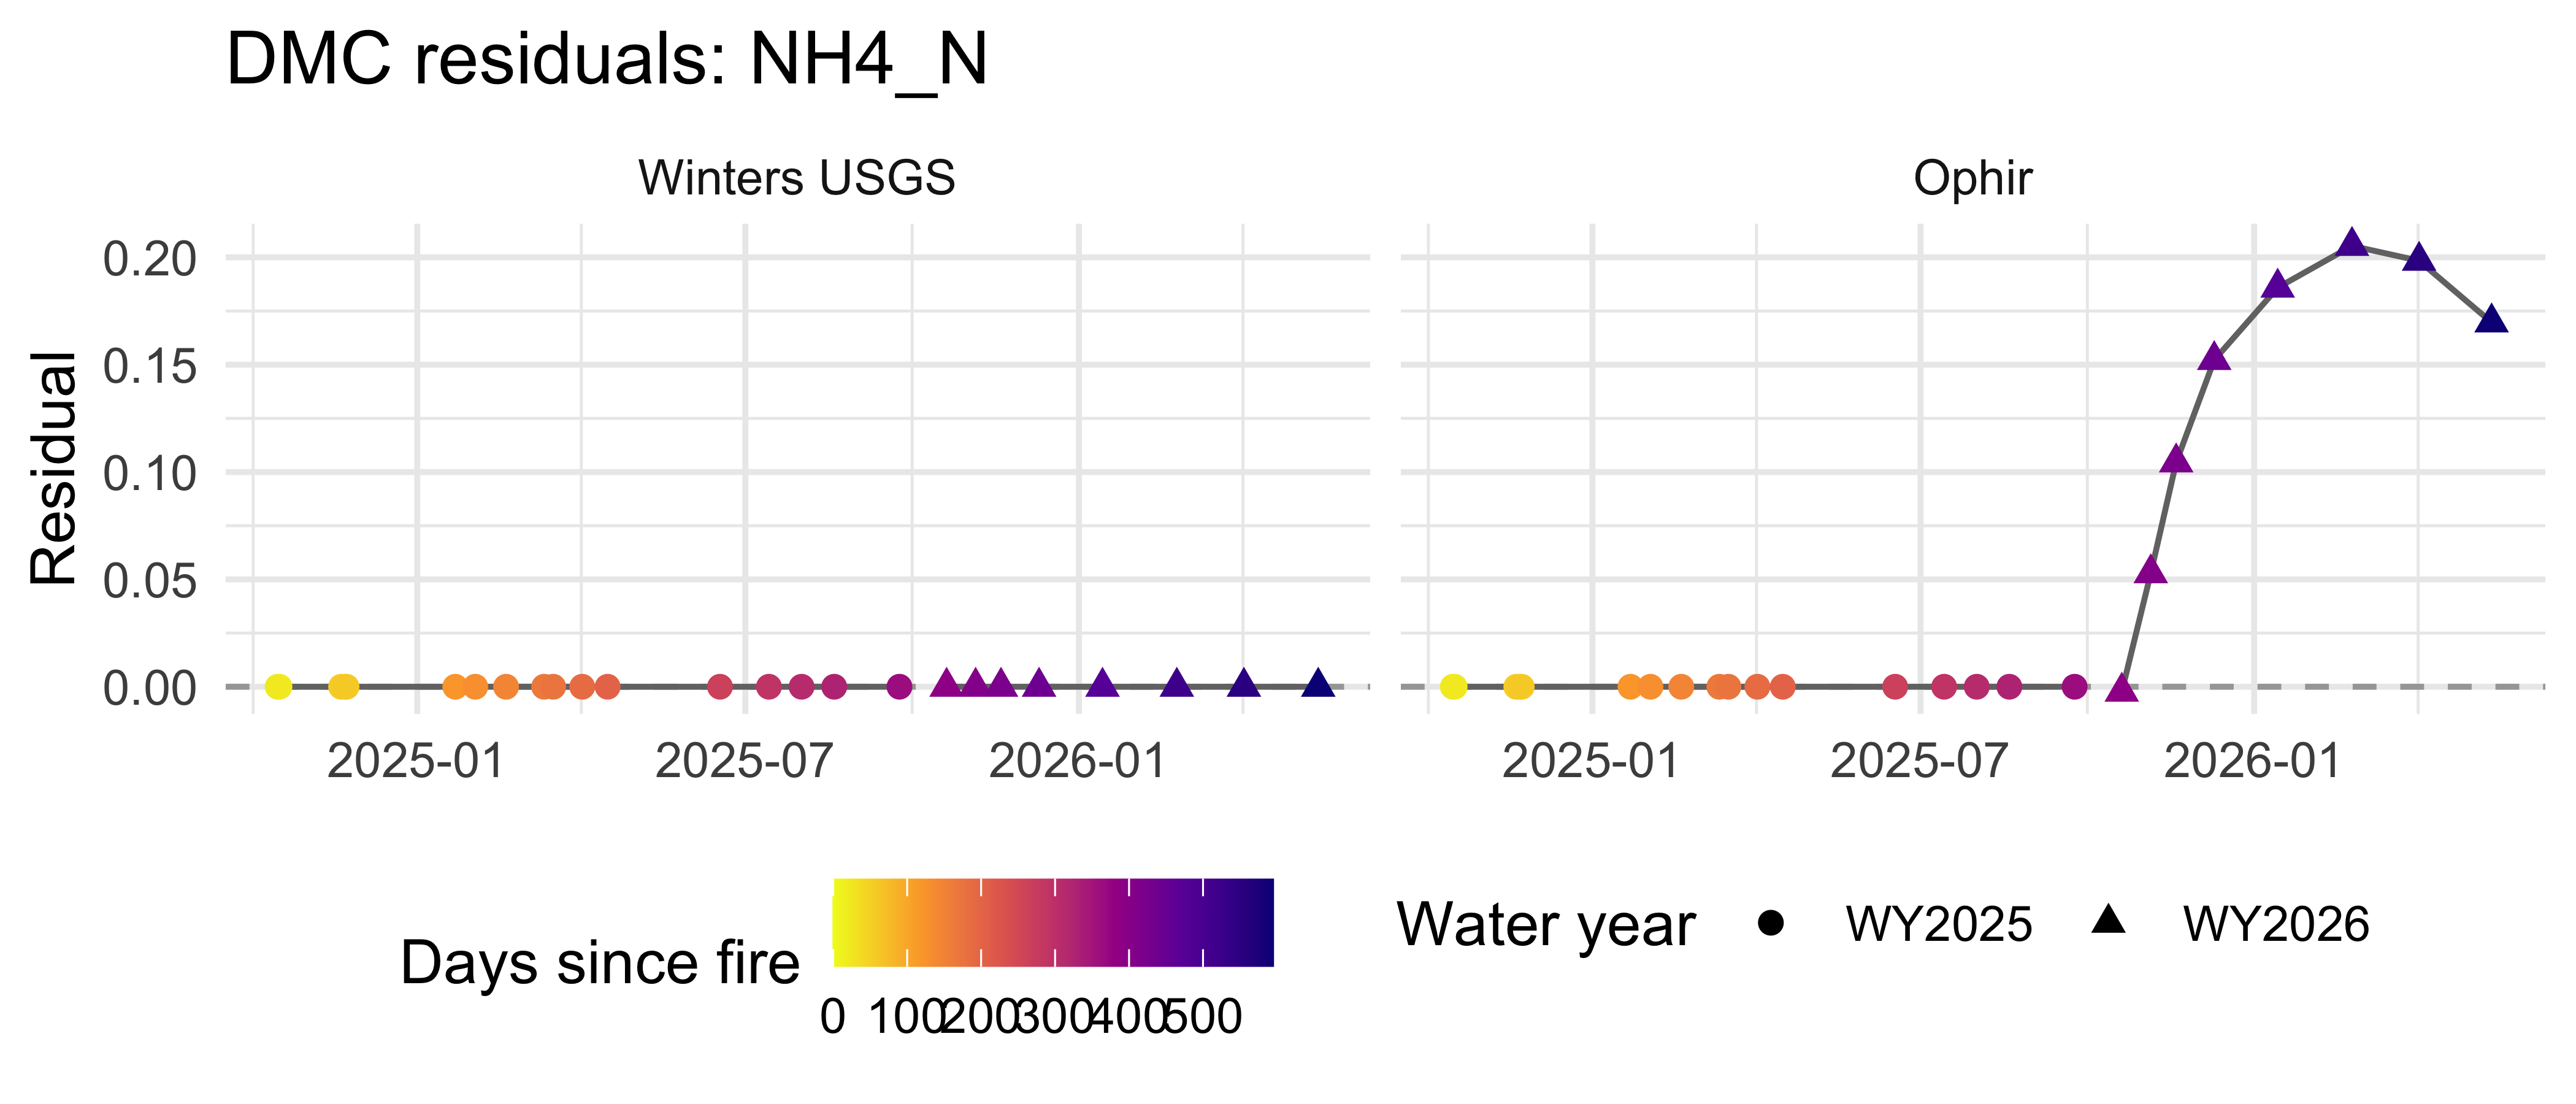 DMC residuals: NH4_N
Winters USGS
Ophir
Residual
0.20
0.15
0.10
0.05
0.00
2025-01 2025-07 2026-01
2025-01 2025-07 2026-01
Days since fire
0 100 200 300 400 500
Water year WY2025 WY2026